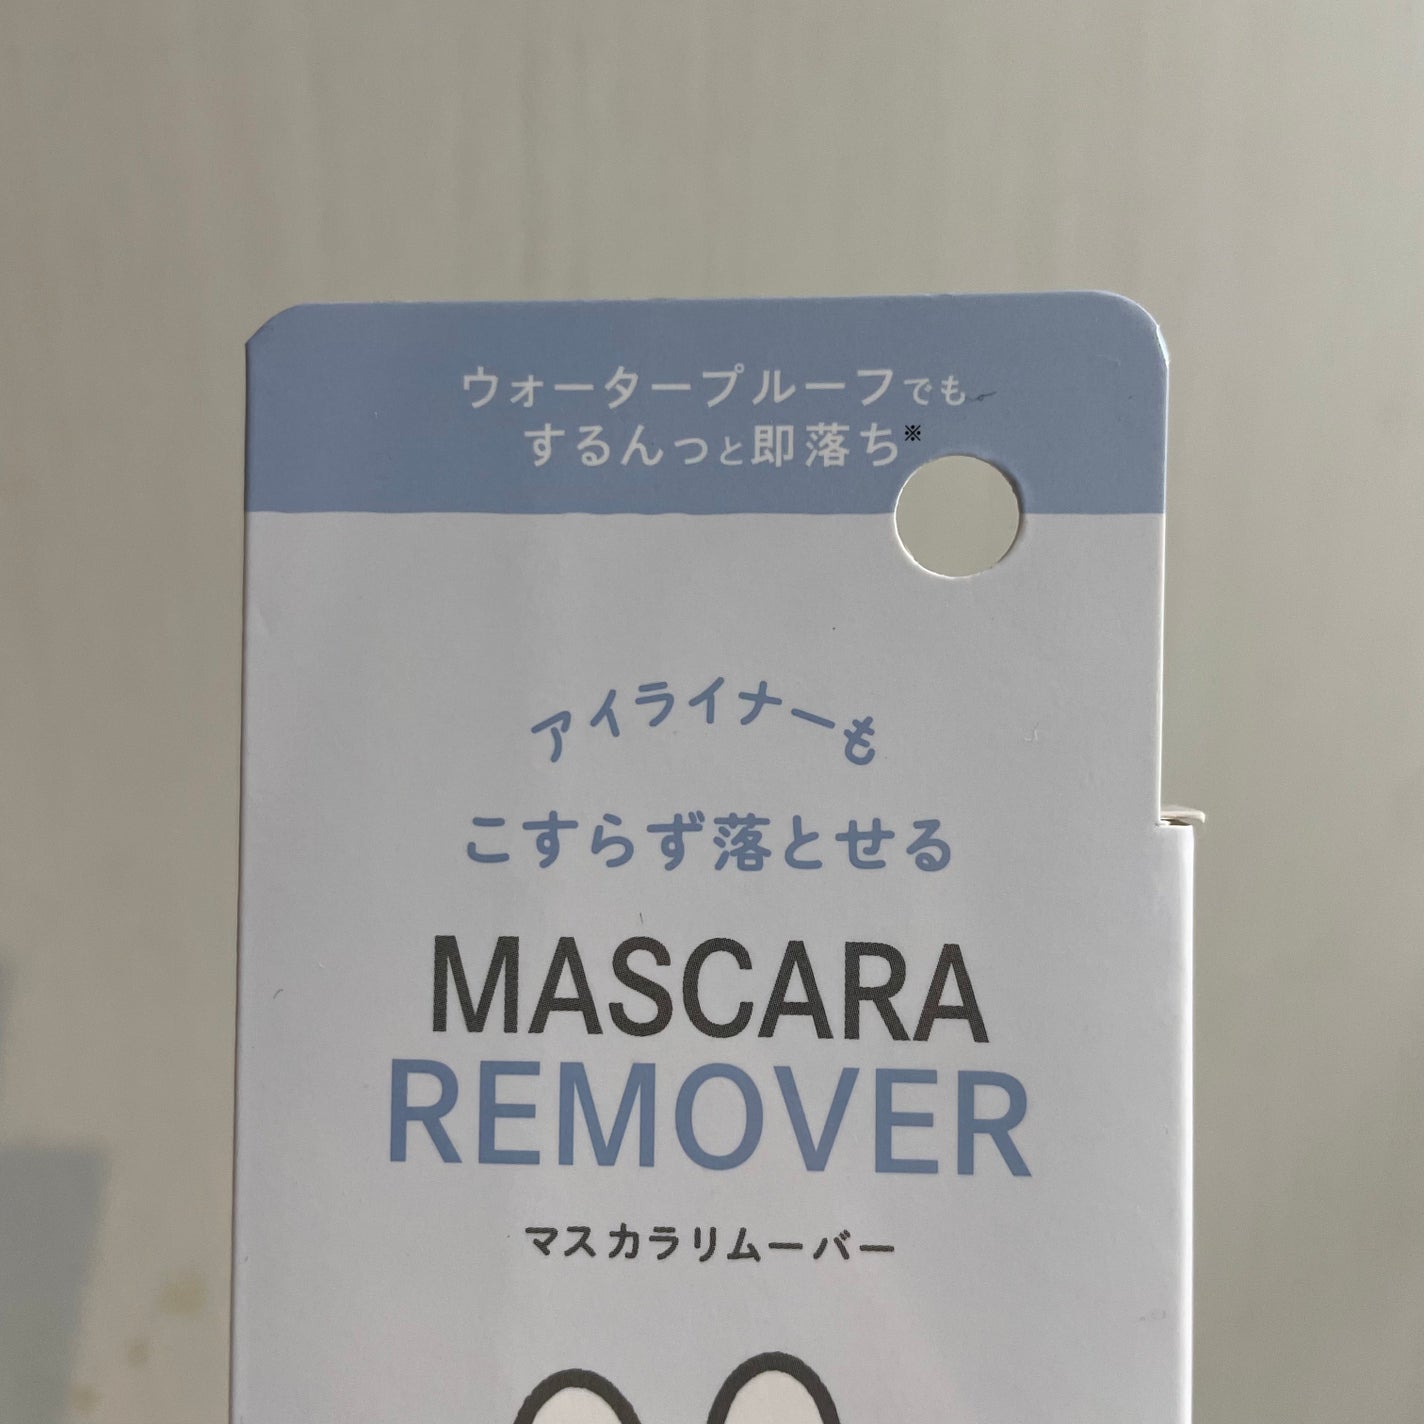 ウォータープルーフでも
するんっと即落ち※
アイライナーも
こすらず落とせる
MASCARA
REMOVER
マスカラリムーバー